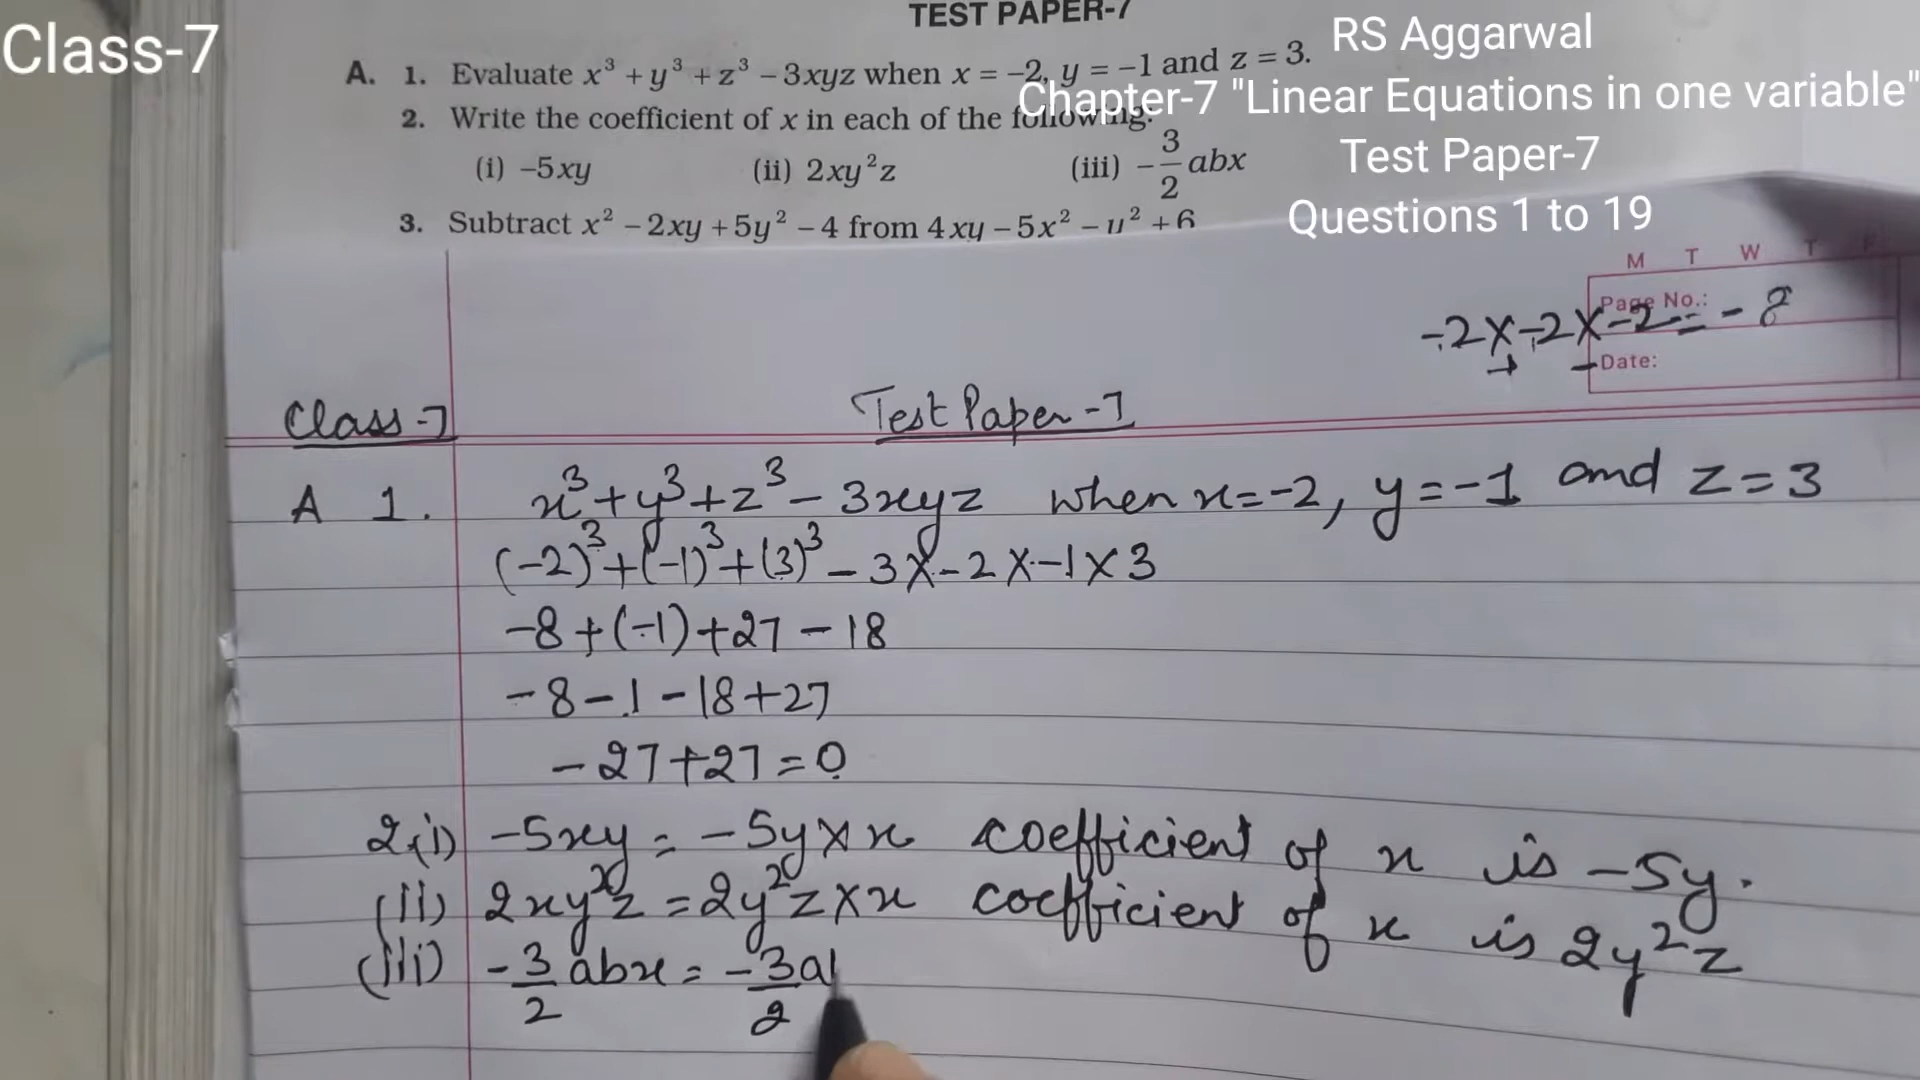 Class-7
TEST PAPER-7
RS Aggarwal
Chapter-7 "Linear Equations in one variable"
Test Paper-7
Questions 1 to 19
A. 1. Evaluate x³ + y³ + z³ − 3xyz when x = −2, y = −1 and z = 3.
2. Write the coefficient of x in each of the following:
(i) −5xy (ii) 2xy²z (iii) −3/2 abx
3. Subtract x² − 2xy + 5y² − 4 from 4xy − 5x² − y² + 6
M T W T F
Page No.:
Date:
-2×-2×-2 = -8
+ -
Class-7 Test Paper-7
A 1. x³+y³+z³-3xyz when x=-2, y=-1 and z=3
(-2)³+(-1)³+(3)³-3×-2×-1×3
-8+(-1)+27-18
-8-1-18+27
-27+27=0
2(i) -5xy = -5y×x coefficient of x is -5y.
(ii) 2xy²z = 2y²z×x coefficient of x is 2y²z
(iii) -3/2 abx = -3/2 a